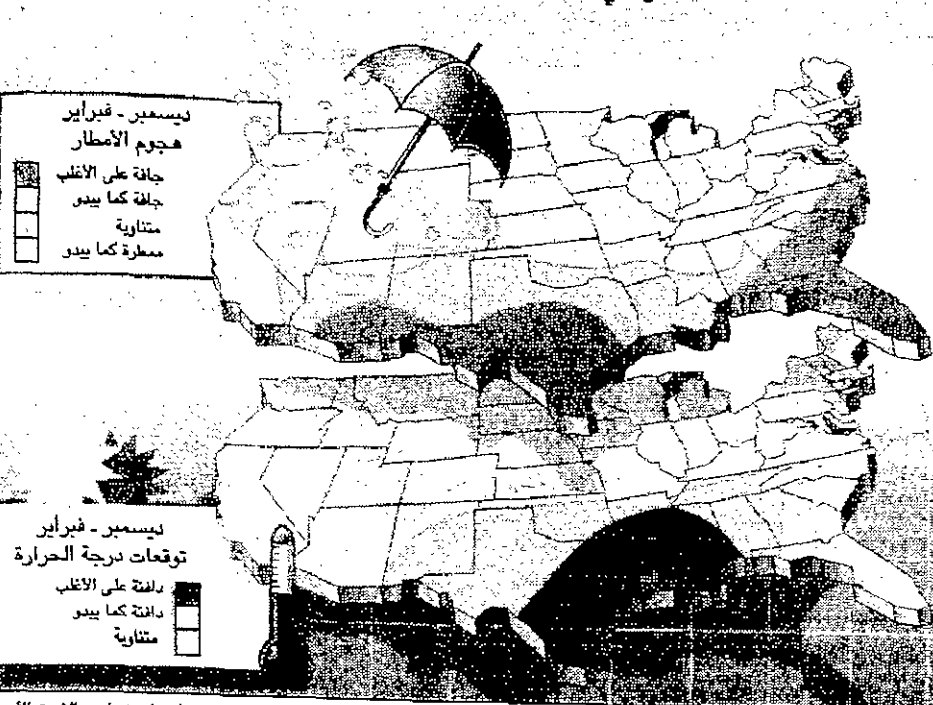 ديسمبر - فبراير
هجوم الأمطار
جافة على الأغلب
جافة كما يبدو
متناوبة
ممطرة كما يبدو
ديسمبر - فبراير
توقعات درجة الحرارة
دافئة على الأغلب
دافئة كما يبدو
متناوبة